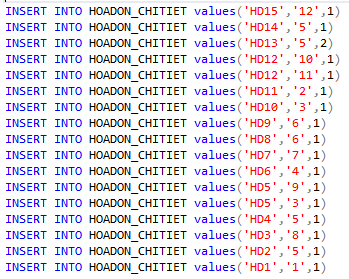 INSERT INTO HOADON_CHITIET values('HD15','12',1)
INSERT INTO HOADON_CHITIET values('HD14','5',1)
INSERT INTO HOADON_CHITIET values('HD13','5',2)
INSERT INTO HOADON_CHITIET values('HD12','10',1)
INSERT INTO HOADON_CHITIET values('HD12','11',1)
INSERT INTO HOADON_CHITIET values('HD11','2',1)
INSERT INTO HOADON_CHITIET values('HD10','3',1)
INSERT INTO HOADON_CHITIET values('HD9','6',1)
INSERT INTO HOADON_CHITIET values('HD8','6',1)
INSERT INTO HOADON_CHITIET values('HD7','7',1)
INSERT INTO HOADON_CHITIET values('HD6','4',1)
INSERT INTO HOADON_CHITIET values('HD5','9',1)
INSERT INTO HOADON_CHITIET values('HD5','3',1)
INSERT INTO HOADON_CHITIET values('HD4','5',1)
INSERT INTO HOADON_CHITIET values('HD3','8',1)
INSERT INTO HOADON_CHITIET values('HD2','5',1)
INSERT INTO HOADON_CHITIET values('HD1','1',1)